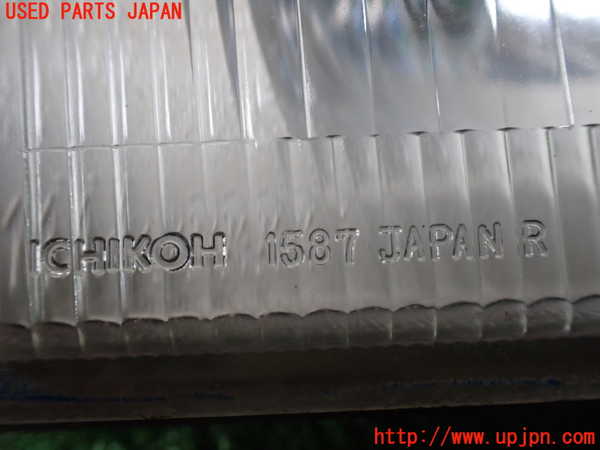 USED PARTS JAPAN
ICHIKOH 1587 JAPAN R
http://www.upjpn.com/